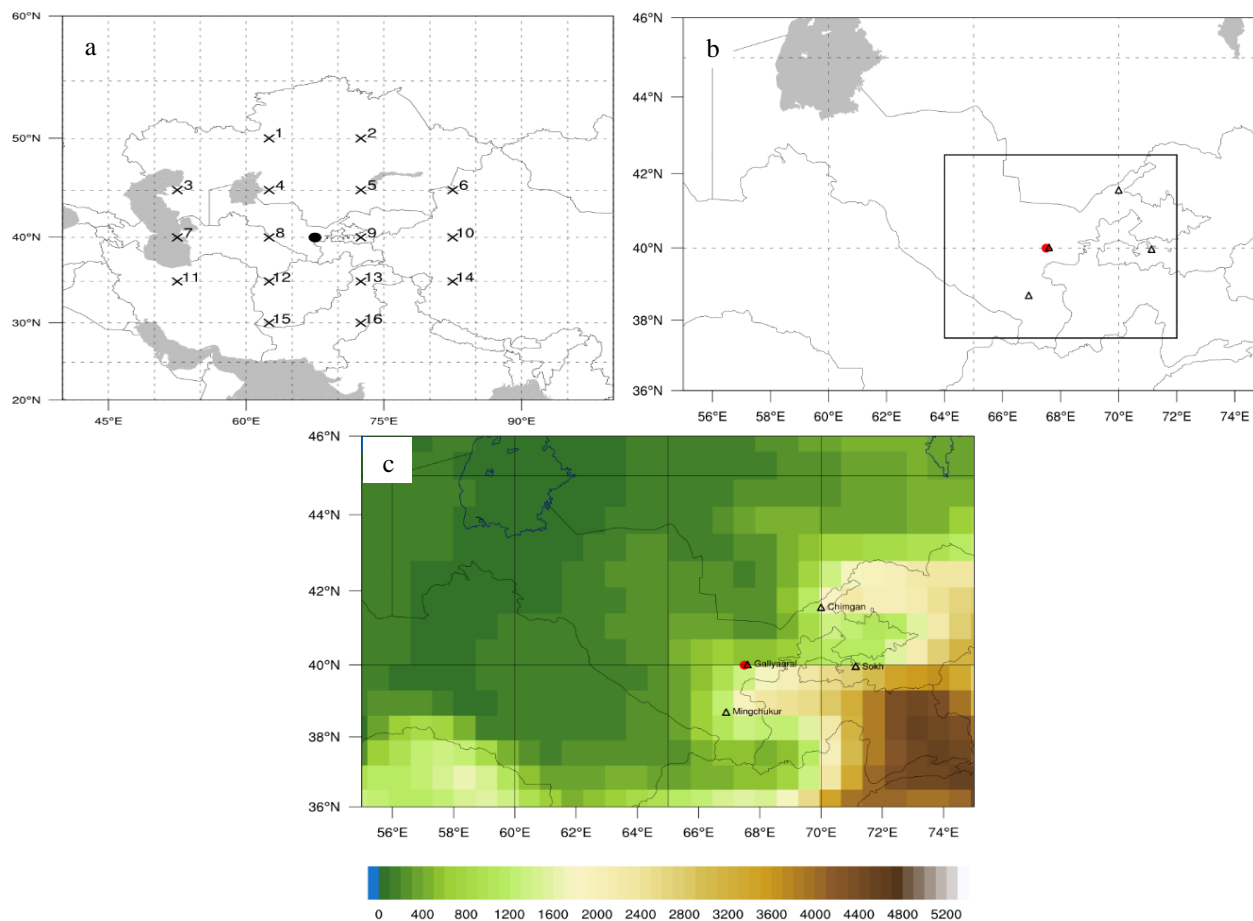 a
60°N
50°N
40°N
30°N
20°N
45°E 60°E 75°E 90°E
1 2
3 4 5 6
7 8 9 10
11 12 13 14
15 16
b
46°N
44°N
42°N
40°N
38°N
36°N
56°E 58°E 60°E 62°E 64°E 66°E 68°E 70°E 72°E 74°E
c
46°N
44°N
42°N
40°N
38°N
36°N
Chimgan
Gallyaaral
Sokh
Mingchukur
56°E 58°E 60°E 62°E 64°E 66°E 68°E 70°E 72°E 74°E
0 400 800 1200 1600 2000 2400 2800 3200 3600 4000 4400 4800 5200